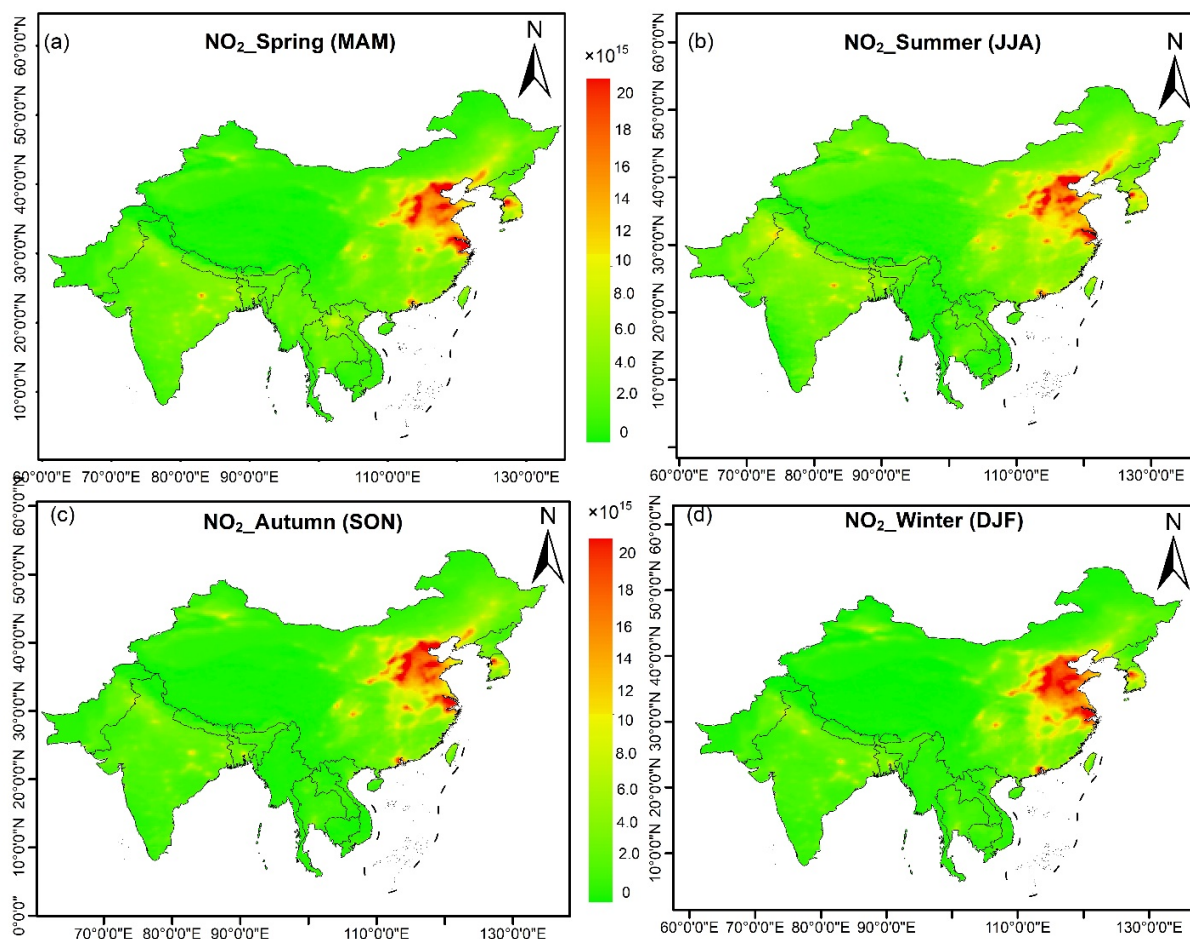 (a)
NO₂_Spring (MAM)
N
60°0'0"N
50°0'0"N
40°0'0"N
30°0'0"N
20°0'0"N
10°0'0"N
60°0'0"E 70°0'0"E 80°0'0"E 90°0'0"E 110°0'0"E 130°0'0"E
×10¹⁵
20
18
16
14
12
10
8.0
6.0
4.0
2.0
0
(b)
NO₂_Summer (JJA)
N
60°0'0"N
50°0'0"N
40°0'0"N
30°0'0"N
20°0'0"N
10°0'0"N
60°0'0"E 70°0'0"E 80°0'0"E 90°0'0"E 110°0'0"E 130°0'0"E
(c)
NO₂_Autumn (SON)
N
60°0'0"N
50°0'0"N
40°0'0"N
30°0'0"N
20°0'0"N
10°0'0"N
0°0'0"
70°0'0"E 80°0'0"E 90°0'0"E 110°0'0"E 130°0'0"E
×10¹⁵
20
18
16
14
12
10
8.0
6.0
4.0
2.0
0
(d)
NO₂_Winter (DJF)
N
60°0'0"N
50°0'0"N
40°0'0"N
30°0'0"N
20°0'0"N
10°0'0"N
60°0'0"E 70°0'0"E 80°0'0"E 90°0'0"E 110°0'0"E 130°0'0"E